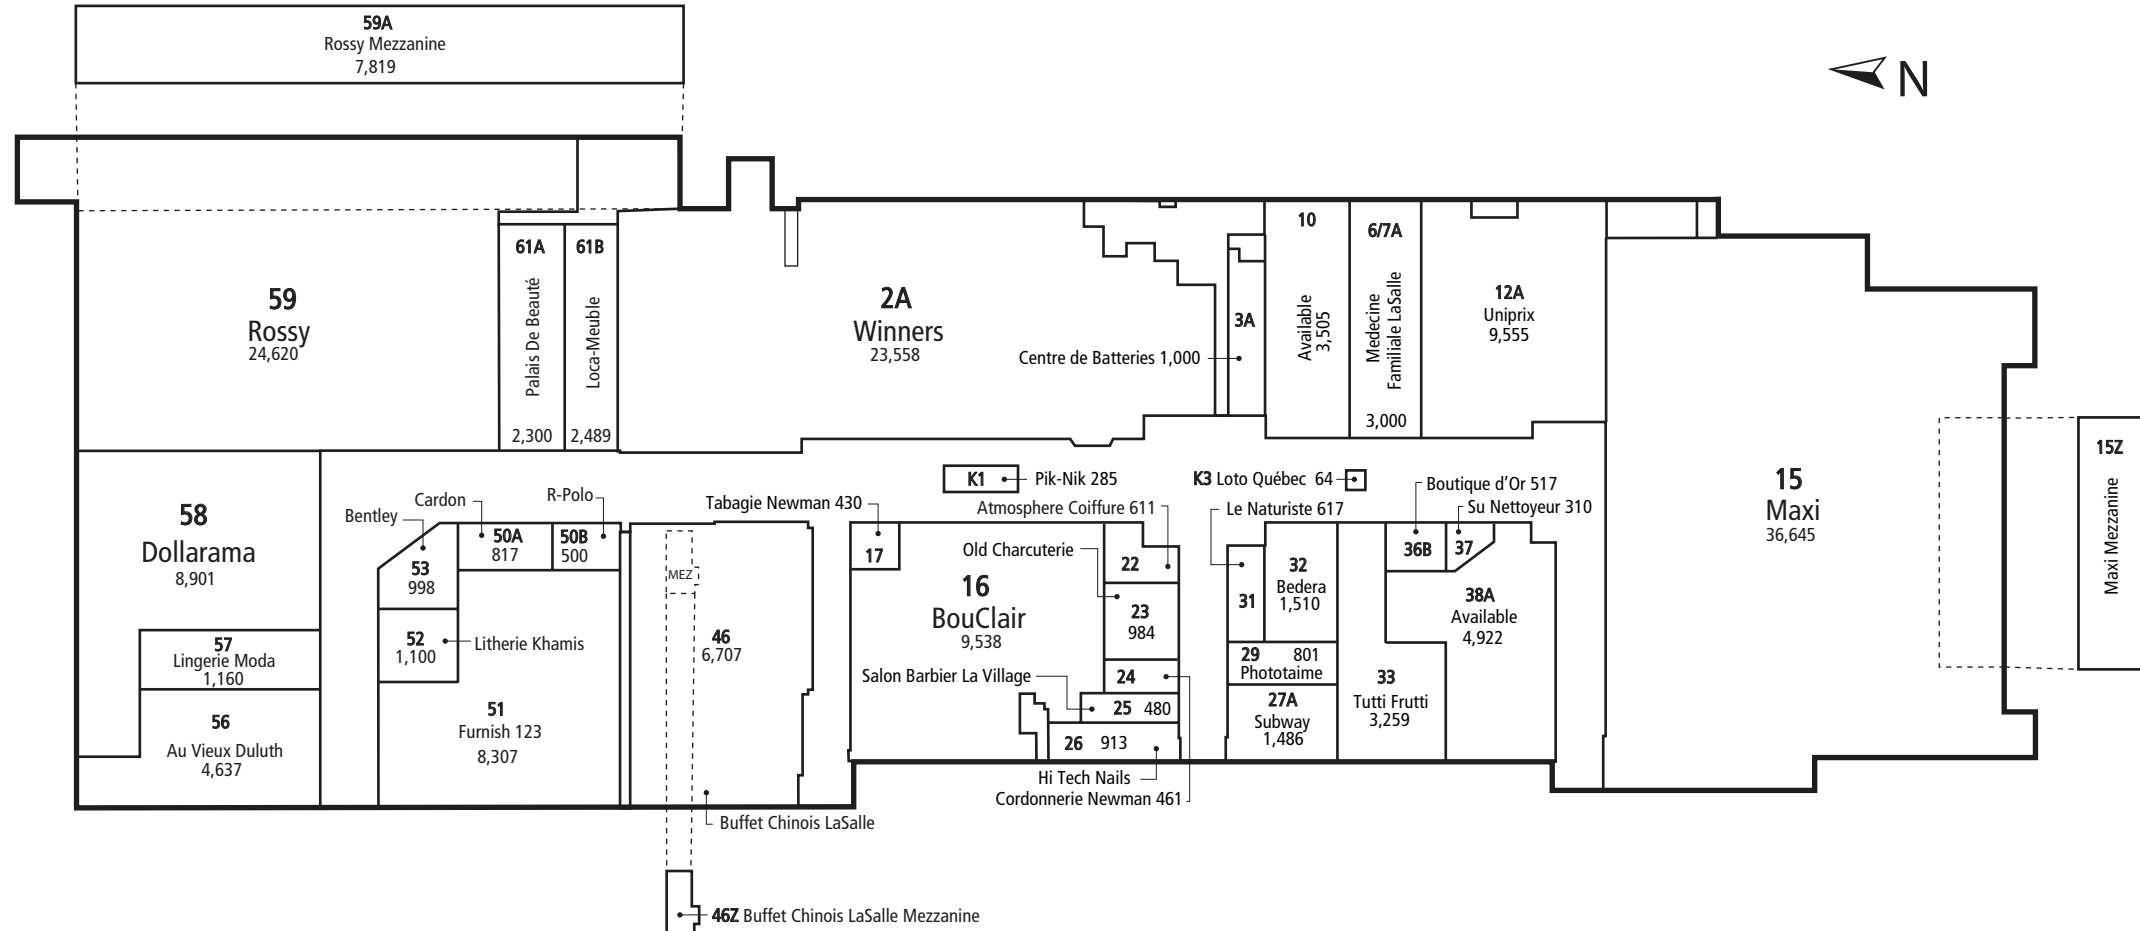 59A
Rossy Mezzanine
7,819
N
59
Rossy
24,620
61A
Palais De Beauté
2,300
61B
Loca-Meuble
2,489
2A
Winners
23,558
3A
Centre de Batteries 1,000
10
Available
3,505
6/7A
Medecine
Familiale LaSalle
3,000
12A
Uniprix
9,555
15
Maxi
36,645
15Z
Maxi Mezzanine
58
Dollarama
8,901
57
Lingerie Moda
1,160
56
Au Vieux Duluth
4,637
Bentley
53
998
Cardon
50A
817
R-Polo
50B
500
52
1,100
Litherie Khamis
51
Furnish 123
8,307
MEZ
46
6,707
Buffet Chinois LaSalle
46Z Buffet Chinois LaSalle Mezzanine
Tabagie Newman 430
17
K1
Pik-Nik 285
K3 Loto Québec 64
Atmosphere Coiffure 611
22
Old Charcuterie
23
984
16
BouClair
9,538
24
Salon Barbier La Village
25 480
26 913
Hi Tech Nails
Cordonnerie Newman 461
Le Naturiste 617
31
32
Bedera
1,510
29 801
Phototaime
27A
Subway
1,486
33
Tutti Frutti
3,259
Boutique d’Or 517
36B
Su Nettoyeur 310
37
38A
Available
4,922